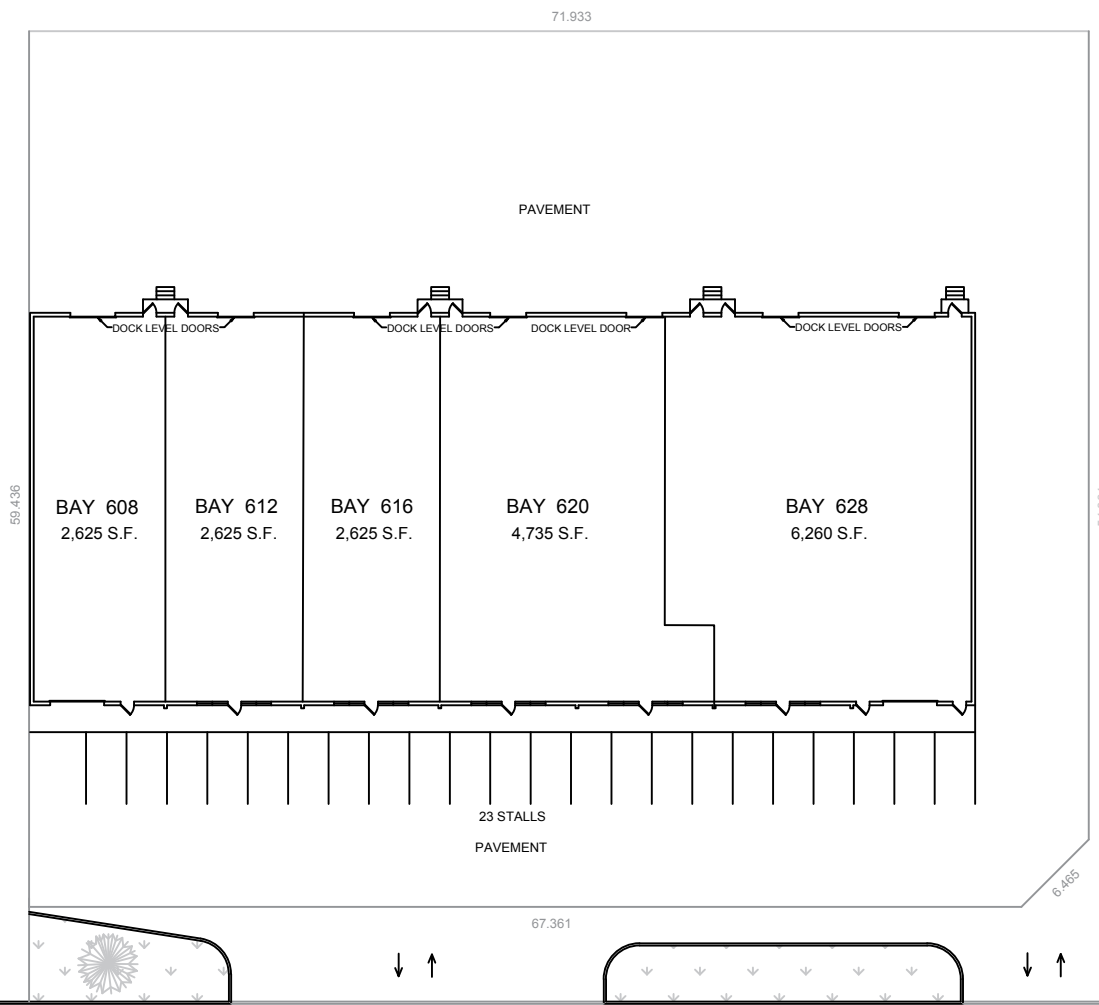 71.933
PAVEMENT
DOCK LEVEL DOORS
DOCK LEVEL DOORS
DOCK LEVEL DOOR
DOCK LEVEL DOORS
59.436
BAY 608
2,625 S.F.
BAY 612
2,625 S.F.
BAY 616
2,625 S.F.
BAY 620
4,735 S.F.
BAY 628
6,260 S.F.
23 STALLS
PAVEMENT
6.465
67.361